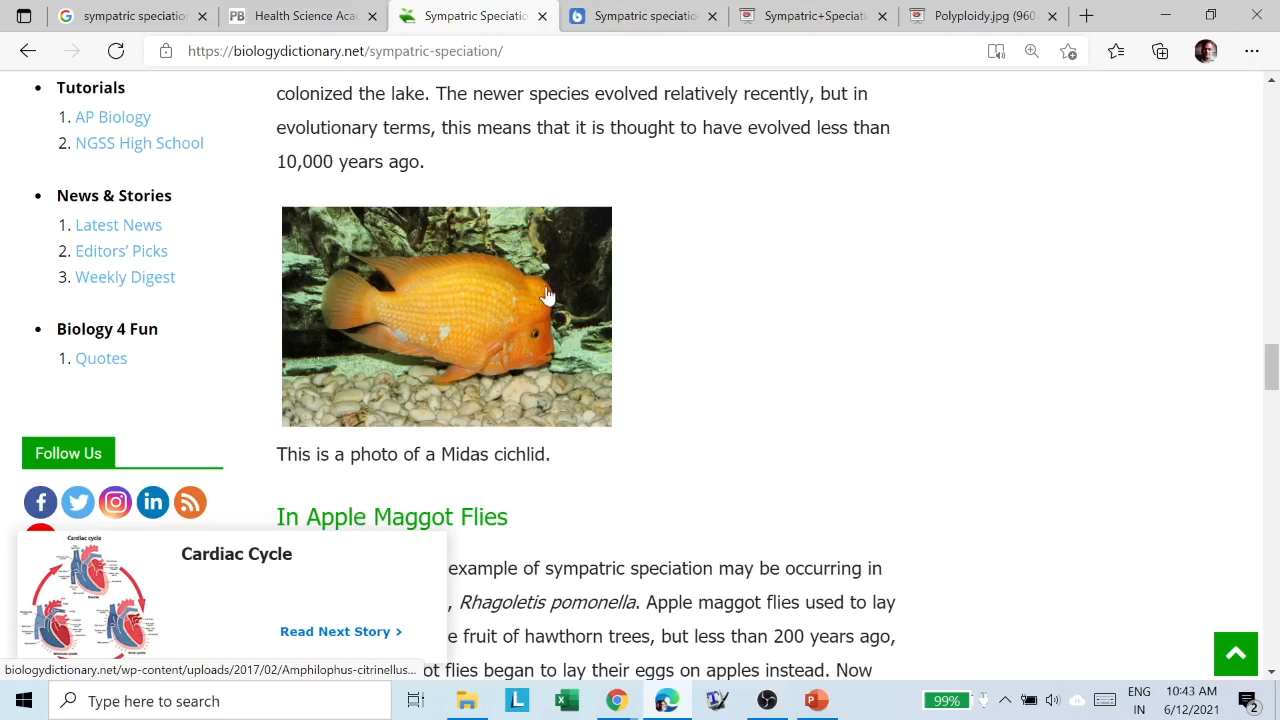 sympatric speciatio
Health Science Acac
Sympatric Speciatio
Sympatric Speciatio
Sympatric+Speciati
Polyploidy.jpg (960
https://biologydictionary.net/sympatric-speciation/
Tutorials
1. AP Biology
2. NGSS High School
News & Stories
1. Latest News
2. Editors' Picks
3. Weekly Digest
Biology 4 Fun
1. Quotes
Follow Us
colonized the lake. The newer species evolved relatively recently, but in
evolutionary terms, this means that it is thought to have evolved less than
10,000 years ago.
This is a photo of a Midas cichlid.
In Apple Maggot Flies
example of sympatric speciation may be occurring in
, Rhagoletis pomonella. Apple maggot flies used to lay
e fruit of hawthorn trees, but less than 200 years ago,
ot flies began to lay their eggs on apples instead. Now
Cardiac cycle
Cardiac Cycle
Read Next Story >
biologydictionary.net/wp-content/uploads/2017/02/Amphilophus-citrinellus...
Type here to search
99%
ENG
IN
10:43 AM
6/12/2021
2